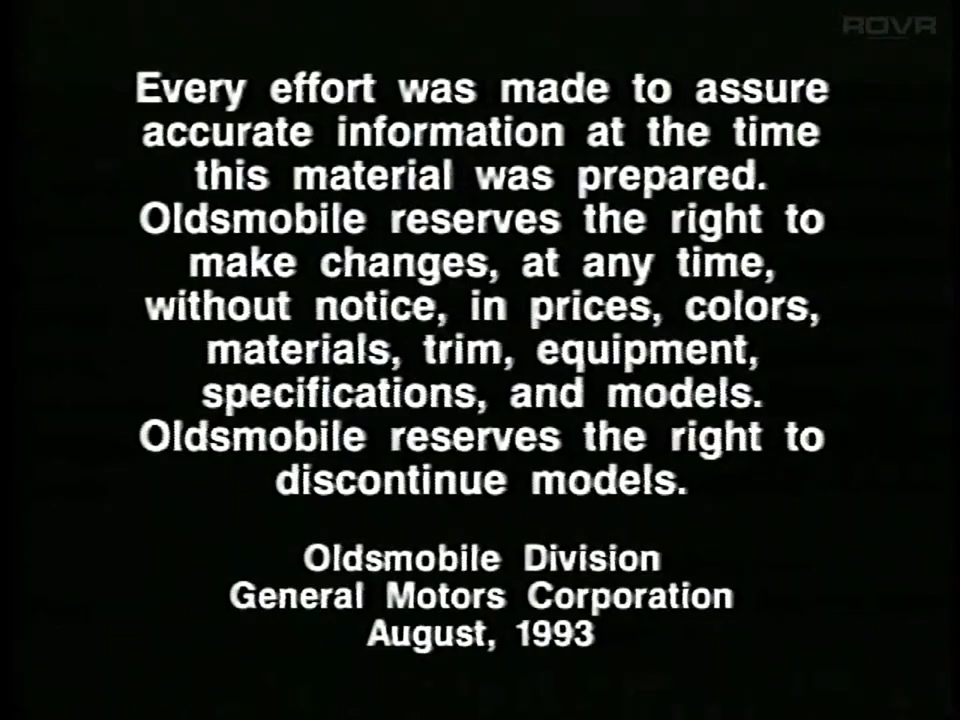 ROVR
Every effort was made to assure
accurate information at the time
this material was prepared.
Oldsmobile reserves the right to
make changes, at any time,
without notice, in prices, colors,
materials, trim, equipment,
specifications, and models.
Oldsmobile reserves the right to
discontinue models.
Oldsmobile Division
General Motors Corporation
August, 1993